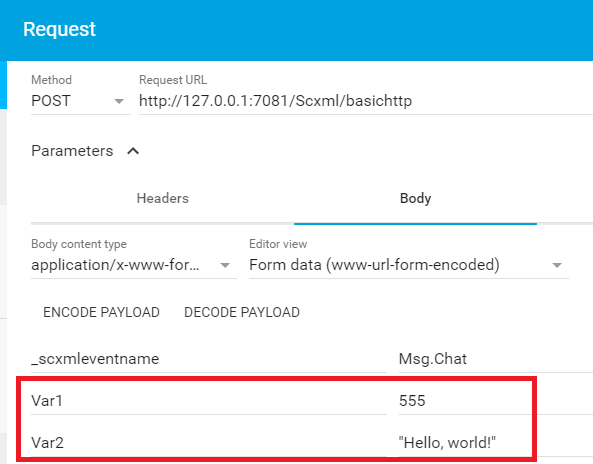 Request
Method Request URL
POST http://127.0.0.1:7081/Scxml/basichttp
Parameters
Headers Body
Body content type Editor view
application/x-www-for... Form data (www-url-form-encoded)
ENCODE PAYLOAD DECODE PAYLOAD
_scxmleventname Msg.Chat
Var1 555
Var2 "Hello, world!"